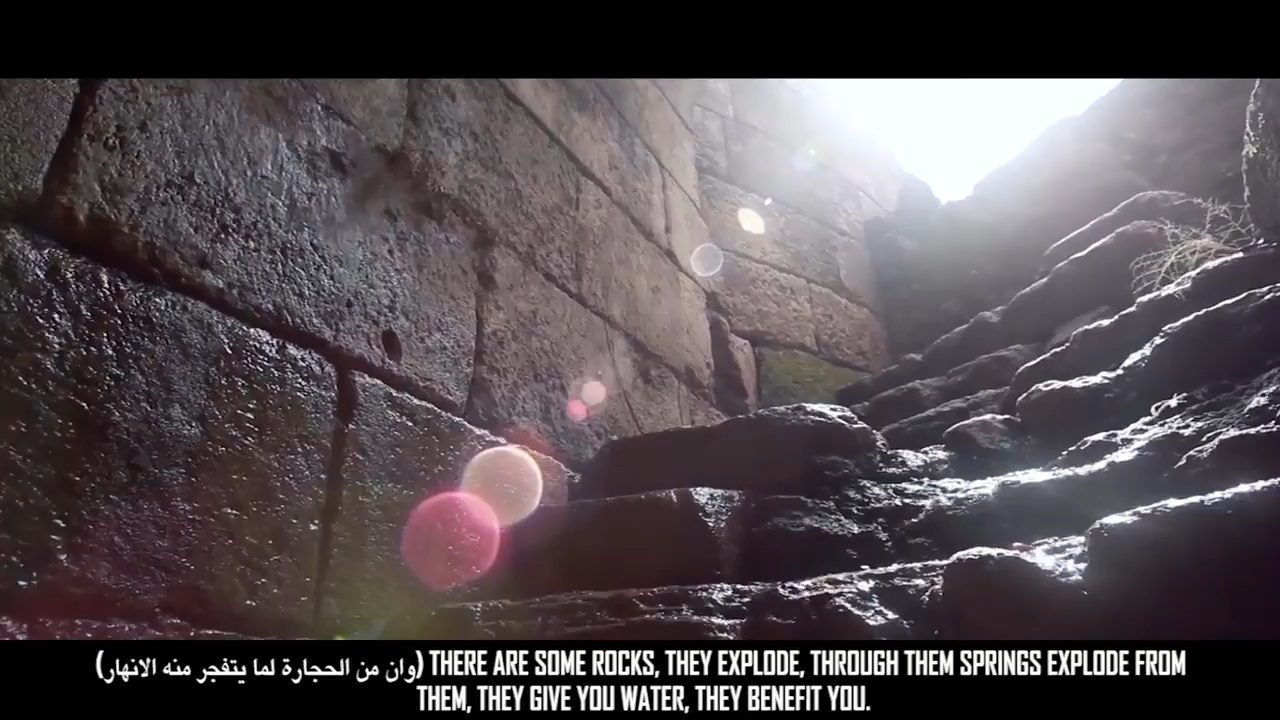 (وان من الحجارة لما يتفجر منه الانهار) THERE ARE SOME ROCKS, THEY EXPLODE, THROUGH THEM SPRINGS EXPLODE FROM
THEM, THEY GIVE YOU WATER, THEY BENEFIT YOU.